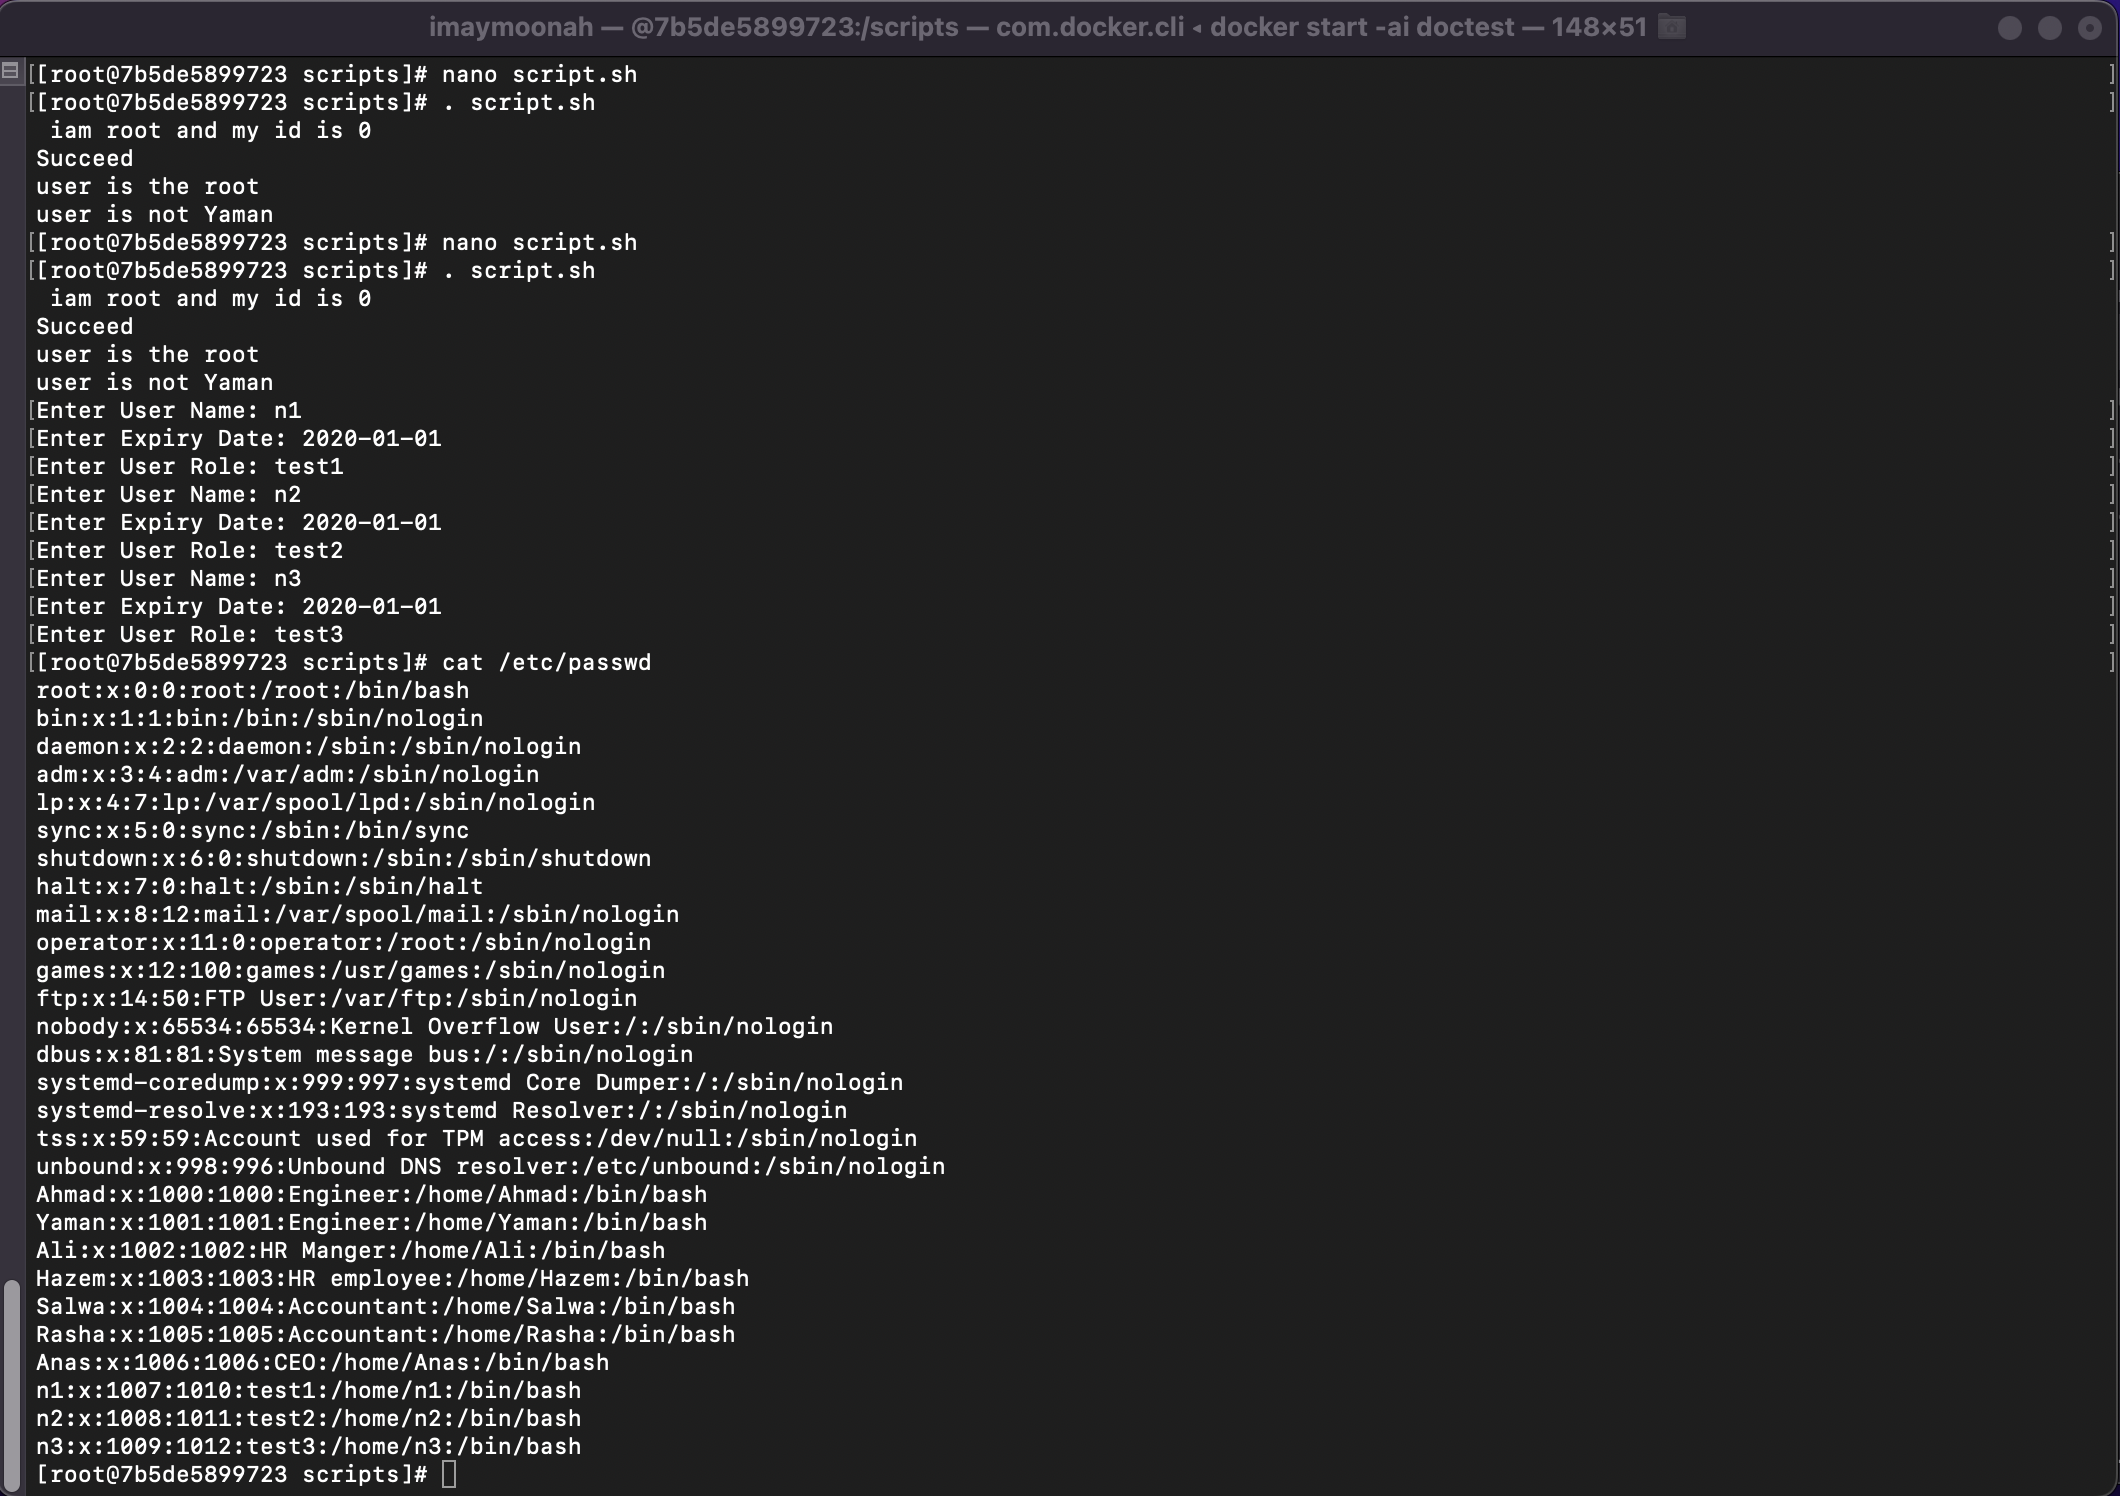 imaymoonah — @7b5de5899723:/scripts — com.docker.cli ◂ docker start -ai doctest — 148×51
[[root@7b5de5899723 scripts]# nano script.sh ]
[[root@7b5de5899723 scripts]# . script.sh ]
 iam root and my id is 0
Succeed
user is the root
user is not Yaman
[[root@7b5de5899723 scripts]# nano script.sh ]
[[root@7b5de5899723 scripts]# . script.sh ]
 iam root and my id is 0
Succeed
user is the root
user is not Yaman
[Enter User Name: n1 ]
[Enter Expiry Date: 2020-01-01 ]
[Enter User Role: test1 ]
[Enter User Name: n2 ]
[Enter Expiry Date: 2020-01-01 ]
[Enter User Role: test2 ]
[Enter User Name: n3 ]
[Enter Expiry Date: 2020-01-01 ]
[Enter User Role: test3 ]
[[root@7b5de5899723 scripts]# cat /etc/passwd ]
root:x:0:0:root:/root:/bin/bash
bin:x:1:1:bin:/bin:/sbin/nologin
daemon:x:2:2:daemon:/sbin:/sbin/nologin
adm:x:3:4:adm:/var/adm:/sbin/nologin
lp:x:4:7:lp:/var/spool/lpd:/sbin/nologin
sync:x:5:0:sync:/sbin:/bin/sync
shutdown:x:6:0:shutdown:/sbin:/sbin/shutdown
halt:x:7:0:halt:/sbin:/sbin/halt
mail:x:8:12:mail:/var/spool/mail:/sbin/nologin
operator:x:11:0:operator:/root:/sbin/nologin
games:x:12:100:games:/usr/games:/sbin/nologin
ftp:x:14:50:FTP User:/var/ftp:/sbin/nologin
nobody:x:65534:65534:Kernel Overflow User:/:/sbin/nologin
dbus:x:81:81:System message bus:/:/sbin/nologin
systemd-coredump:x:999:997:systemd Core Dumper:/:/sbin/nologin
systemd-resolve:x:193:193:systemd Resolver:/:/sbin/nologin
tss:x:59:59:Account used for TPM access:/dev/null:/sbin/nologin
unbound:x:998:996:Unbound DNS resolver:/etc/unbound:/sbin/nologin
Ahmad:x:1000:1000:Engineer:/home/Ahmad:/bin/bash
Yaman:x:1001:1001:Engineer:/home/Yaman:/bin/bash
Ali:x:1002:1002:HR Manger:/home/Ali:/bin/bash
Hazem:x:1003:1003:HR employee:/home/Hazem:/bin/bash
Salwa:x:1004:1004:Accountant:/home/Salwa:/bin/bash
Rasha:x:1005:1005:Accountant:/home/Rasha:/bin/bash
Anas:x:1006:1006:CEO:/home/Anas:/bin/bash
n1:x:1007:1010:test1:/home/n1:/bin/bash
n2:x:1008:1011:test2:/home/n2:/bin/bash
n3:x:1009:1012:test3:/home/n3:/bin/bash
[root@7b5de5899723 scripts]#